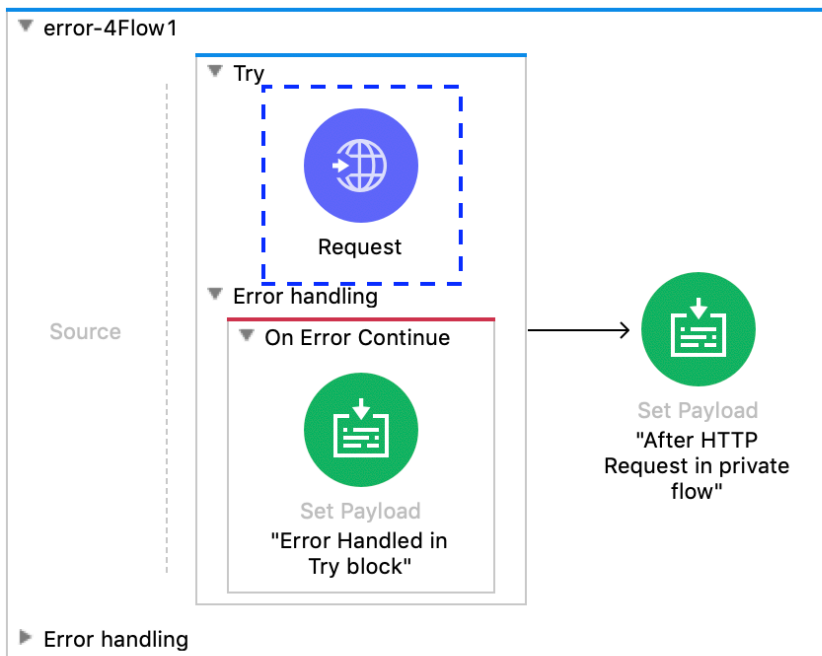 error-4Flow1
Try
Request
Error handling
Source
On Error Continue
Set Payload
"Error Handled in
Try block"
Set Payload
"After HTTP
Request in private
flow"
Error handling